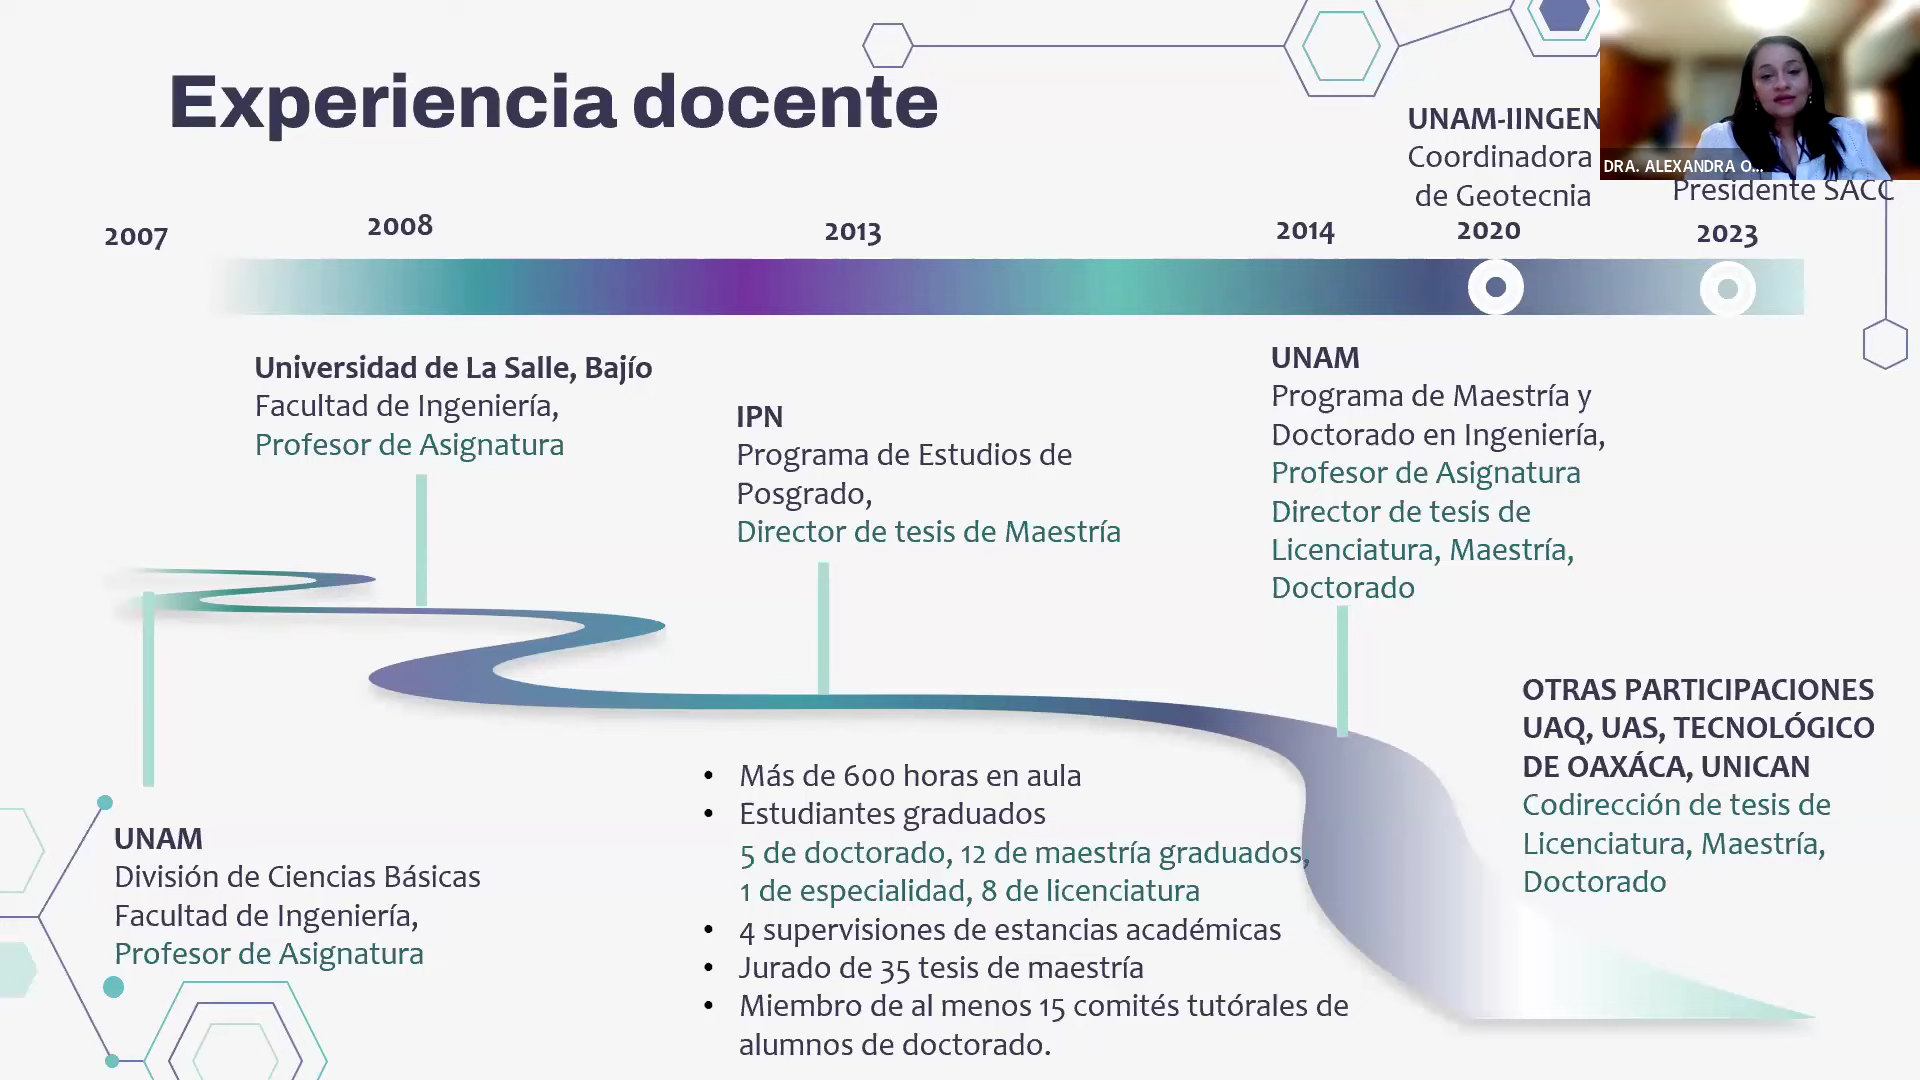 Experiencia docente
UNAM-IINGEN
Coordinadora
de Geotecnia
DRA. ALEXANDRA O...
Presidente SACC
2007
2008
2013
2014
2020
2023
Universidad de La Salle, Bajío
Facultad de Ingeniería,
Profesor de Asignatura
IPN
Programa de Estudios de
Posgrado,
Director de tesis de Maestría
UNAM
Programa de Maestría y
Doctorado en Ingeniería,
Profesor de Asignatura
Director de tesis de
Licenciatura, Maestría,
Doctorado
OTRAS PARTICIPACIONES
UAQ, UAS, TECNOLÓGICO
DE OAXÁCA, UNICAN
Codirección de tesis de
Licenciatura, Maestría,
Doctorado
UNAM
División de Ciencias Básicas
Facultad de Ingeniería,
Profesor de Asignatura
• Más de 600 horas en aula
• Estudiantes graduados
5 de doctorado, 12 de maestría graduados,
1 de especialidad, 8 de licenciatura
• 4 supervisiones de estancias académicas
• Jurado de 35 tesis de maestría
• Miembro de al menos 15 comités tutórales de
alumnos de doctorado.